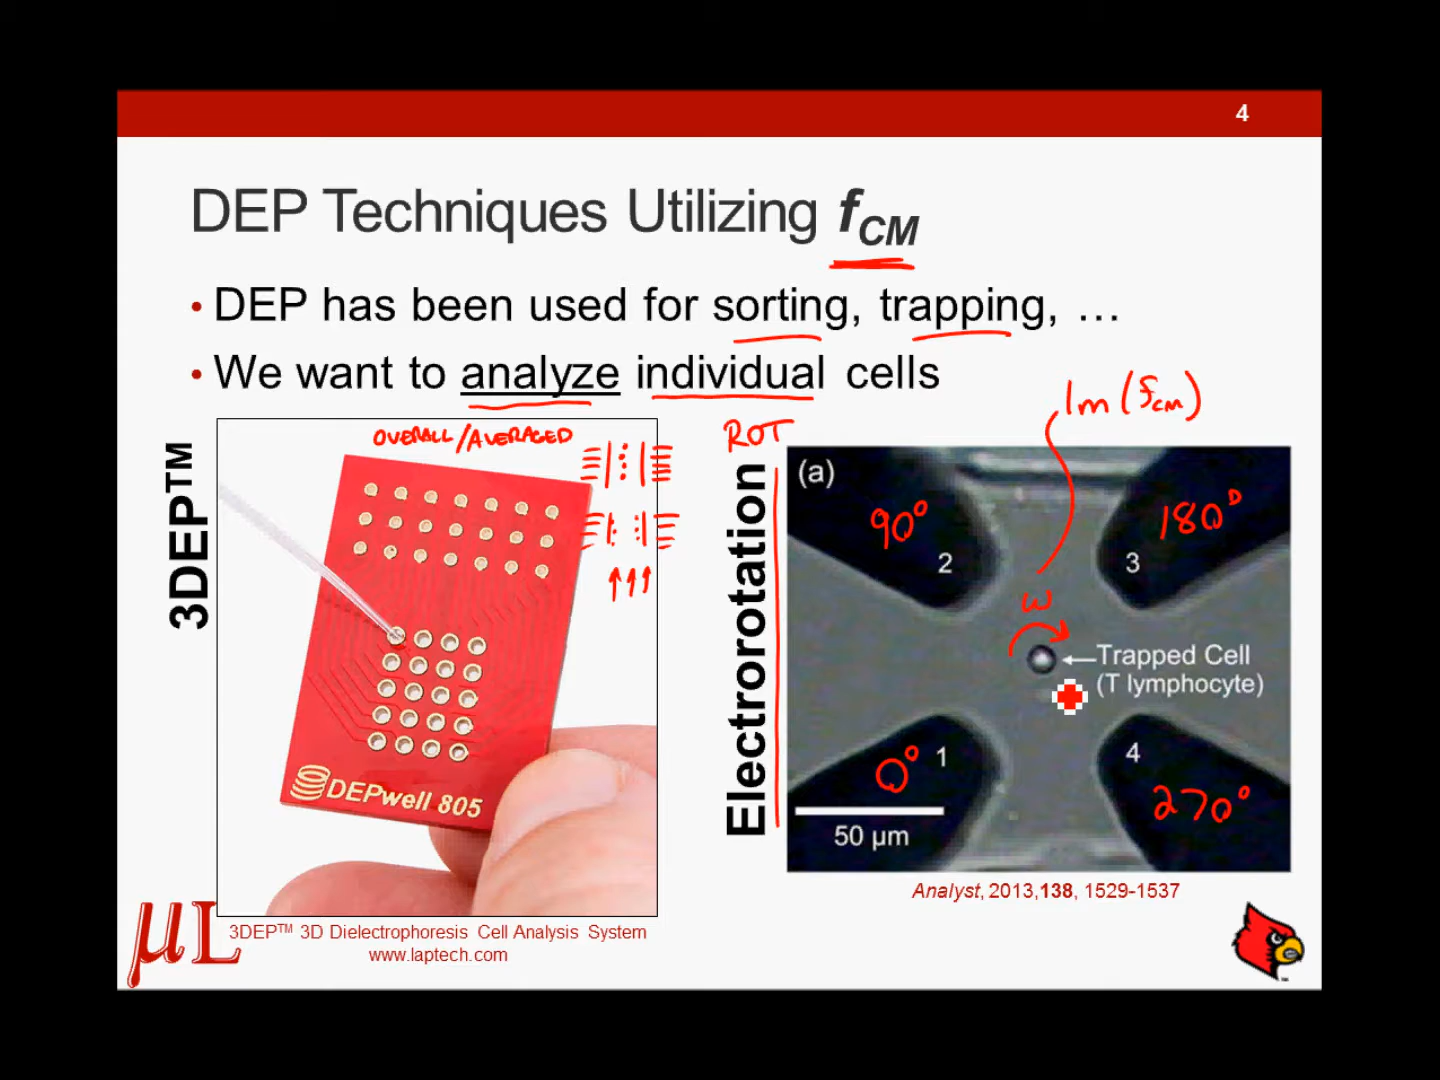 4
DEP Techniques Utilizing fCM
• DEP has been used for sorting, trapping, …
• We want to analyze individual cells
3DEP™
OVERALL/AVERAGED
DEPwell 805
3DEP™ 3D Dielectrophoresis Cell Analysis System
www.laptech.com
ROT
Electrorotation
Im(fCM)
(a)
90°
2
180°
3
ω
Trapped Cell
(T lymphocyte)
0°
1
4
270°
50 µm
Analyst, 2013,138, 1529-1537
µL